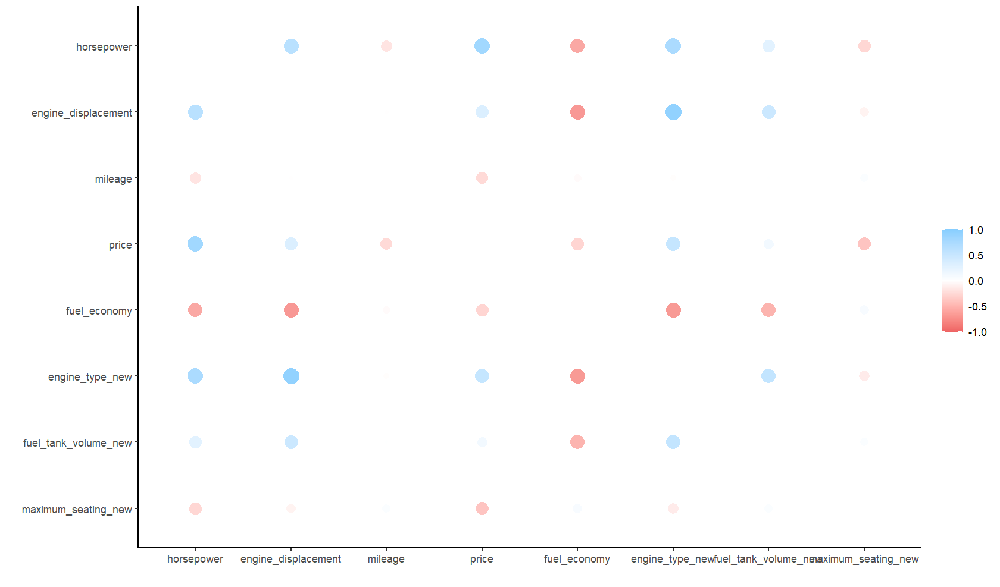 horsepower
engine_displacement
mileage
price
fuel_economy
engine_type_new
fuel_tank_volume_new
maximum_seating_new
1.0
0.5
0.0
-0.5
-1.0
horsepower engine_displacement mileage price fuel_economy engine_type_new fuel_tank_volume_new maximum_seating_new